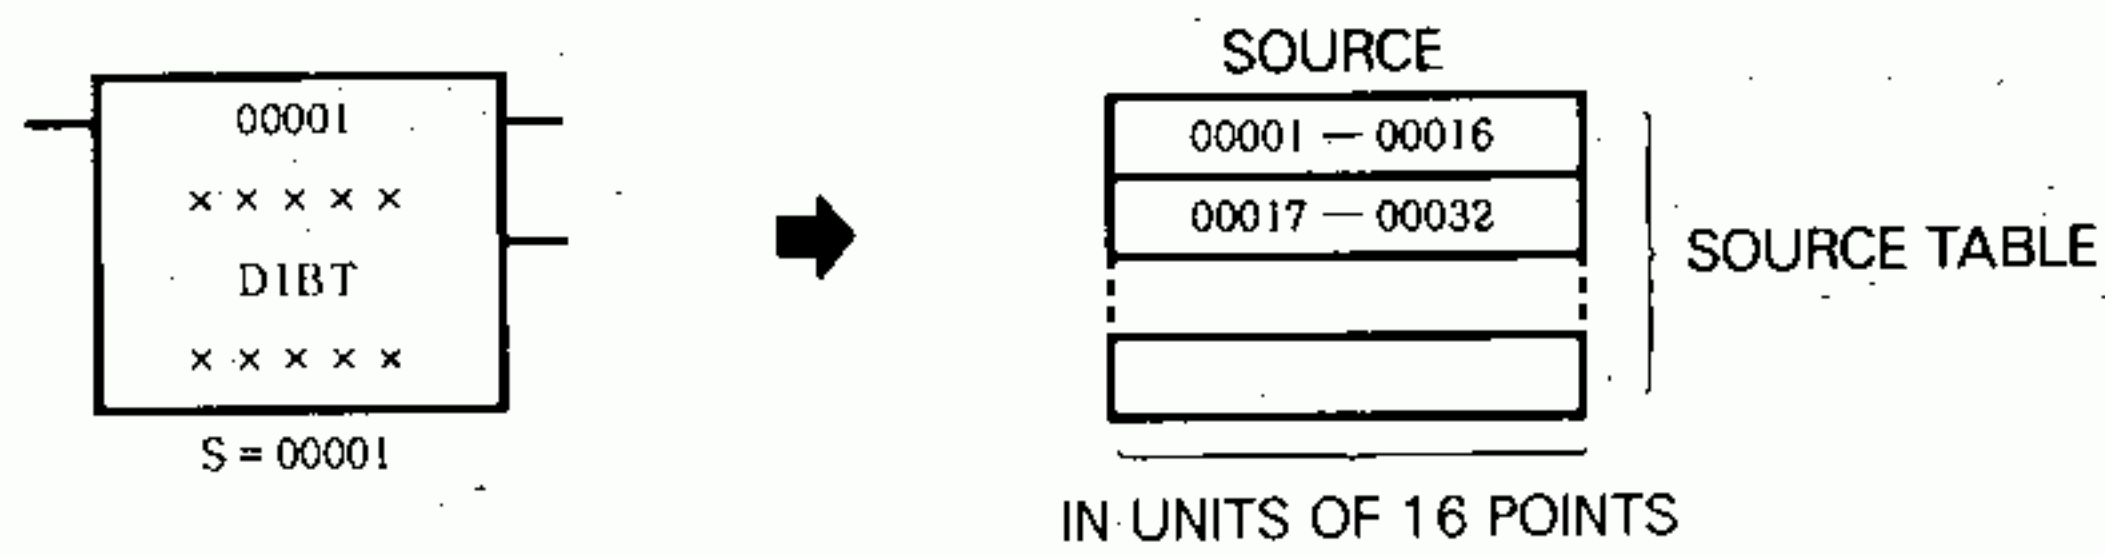 00001
× × × × ×
DIBT
× × × × ×
S = 00001
SOURCE
00001 — 00016
00017 — 00032
SOURCE TABLE
IN UNITS OF 16 POINTS